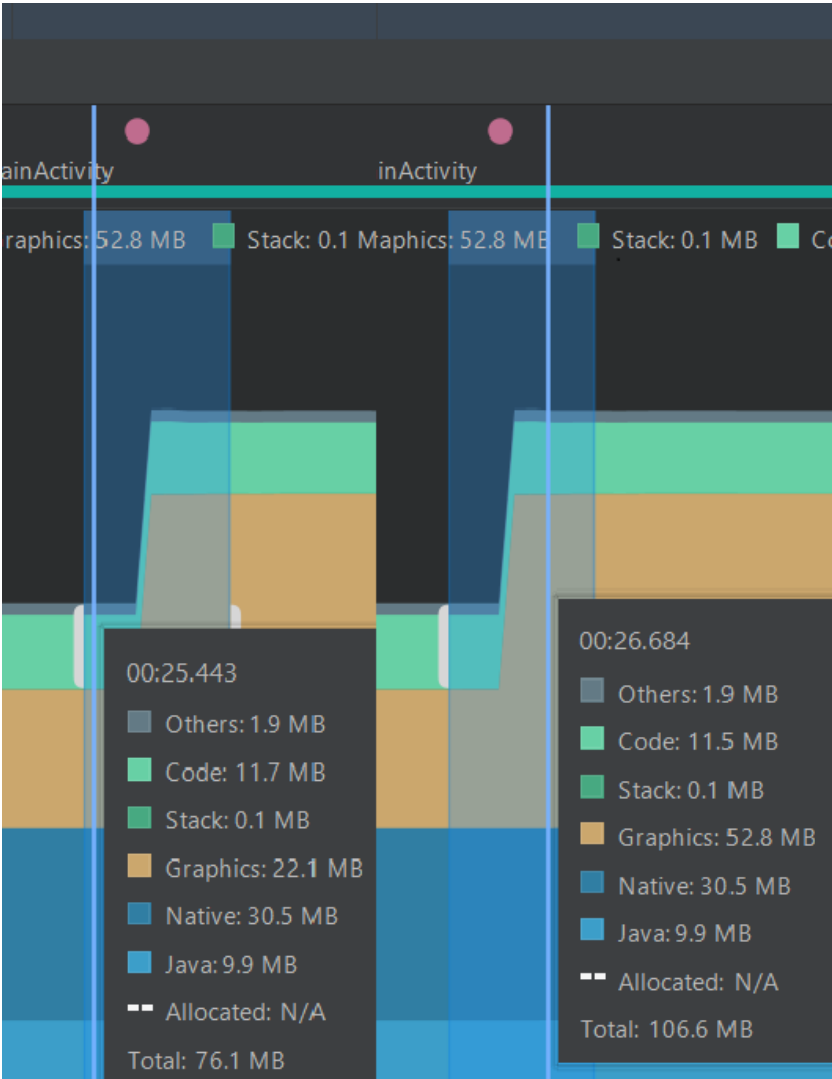 ainActivity
inActivity
raphics: 52.8 MB
Stack: 0.1 M
aphics: 52.8 MB
Stack: 0.1 MB
Co
00:25.443
Others: 1.9 MB
Code: 11.7 MB
Stack: 0.1 MB
Graphics: 22.1 MB
Native: 30.5 MB
Java: 9.9 MB
Allocated: N/A
Total: 76.1 MB
00:26.684
Others: 1.9 MB
Code: 11.5 MB
Stack: 0.1 MB
Graphics: 52.8 MB
Native: 30.5 MB
Java: 9.9 MB
Allocated: N/A
Total: 106.6 MB